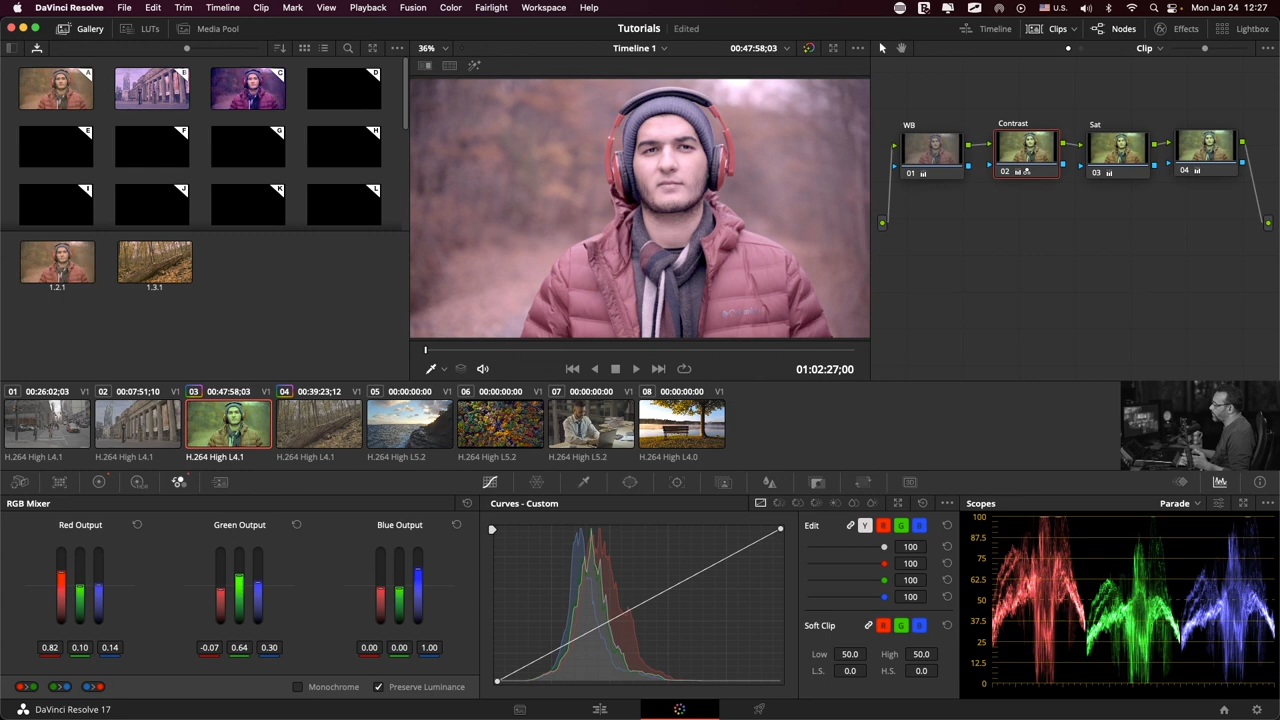 DaVinci Resolve File Edit Trim Timeline Clip Mark View Playback Fusion Color Fairlight Workspace Help U.S. Mon Jan 24 12:27
Gallery LUTs Media Pool Tutorials Edited Timeline Clips Nodes Effects Lightbox
36% Timeline 1 00:47:58;03 Clip
A B C D
E F G H
I J K L
1.2.1 1.3.1
WB Contrast Sat
01 02 03 04
Columbia
01:02:27;00
01 00:26:02;03 V1 02 00:07:51;10 V1 03 00:47:58;03 V1 04 00:39:23;12 V1 05 00:00:00:00 V1 06 00:00:00:00 V1 07 00:00:00:00 V1 08 00:00:00:00 V1
H.264 High L4.1 H.264 High L4.1 H.264 High L4.1 H.264 High L4.1 H.264 High L5.2 H.264 High L5.2 H.264 High L5.2 H.264 High L4.0
RGB Mixer Curves - Custom Scopes Parade
Red Output Green Output Blue Output
0.82 0.10 0.14 -0.07 0.64 0.30 0.00 0.00 1.00
Monochrome Preserve Luminance
Edit Y R G B
100
100
100
100
Soft Clip R G B
Low 50.0 High 50.0
L.S. 0.0 H.S. 0.0
100
87.5
75
62.5
50
37.5
25
12.5
0
DaVinci Resolve 17